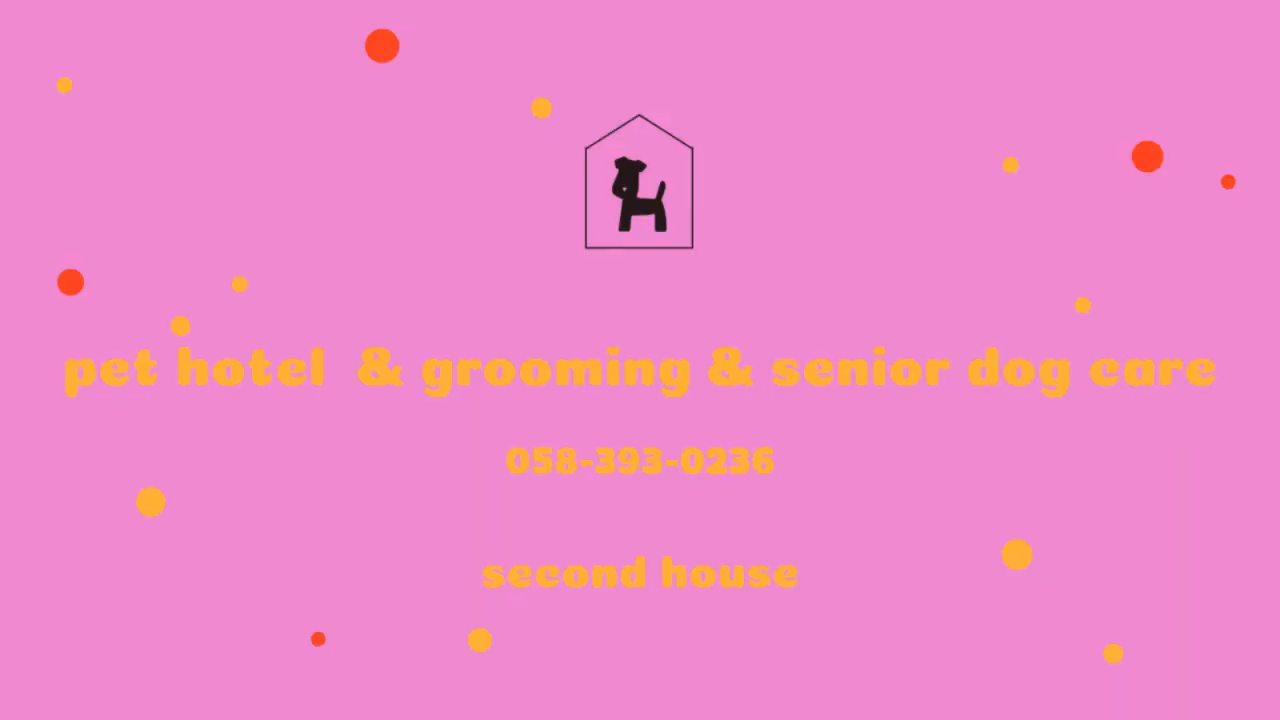 pet hotel & grooming & senior dog care
058-393-0236
second house